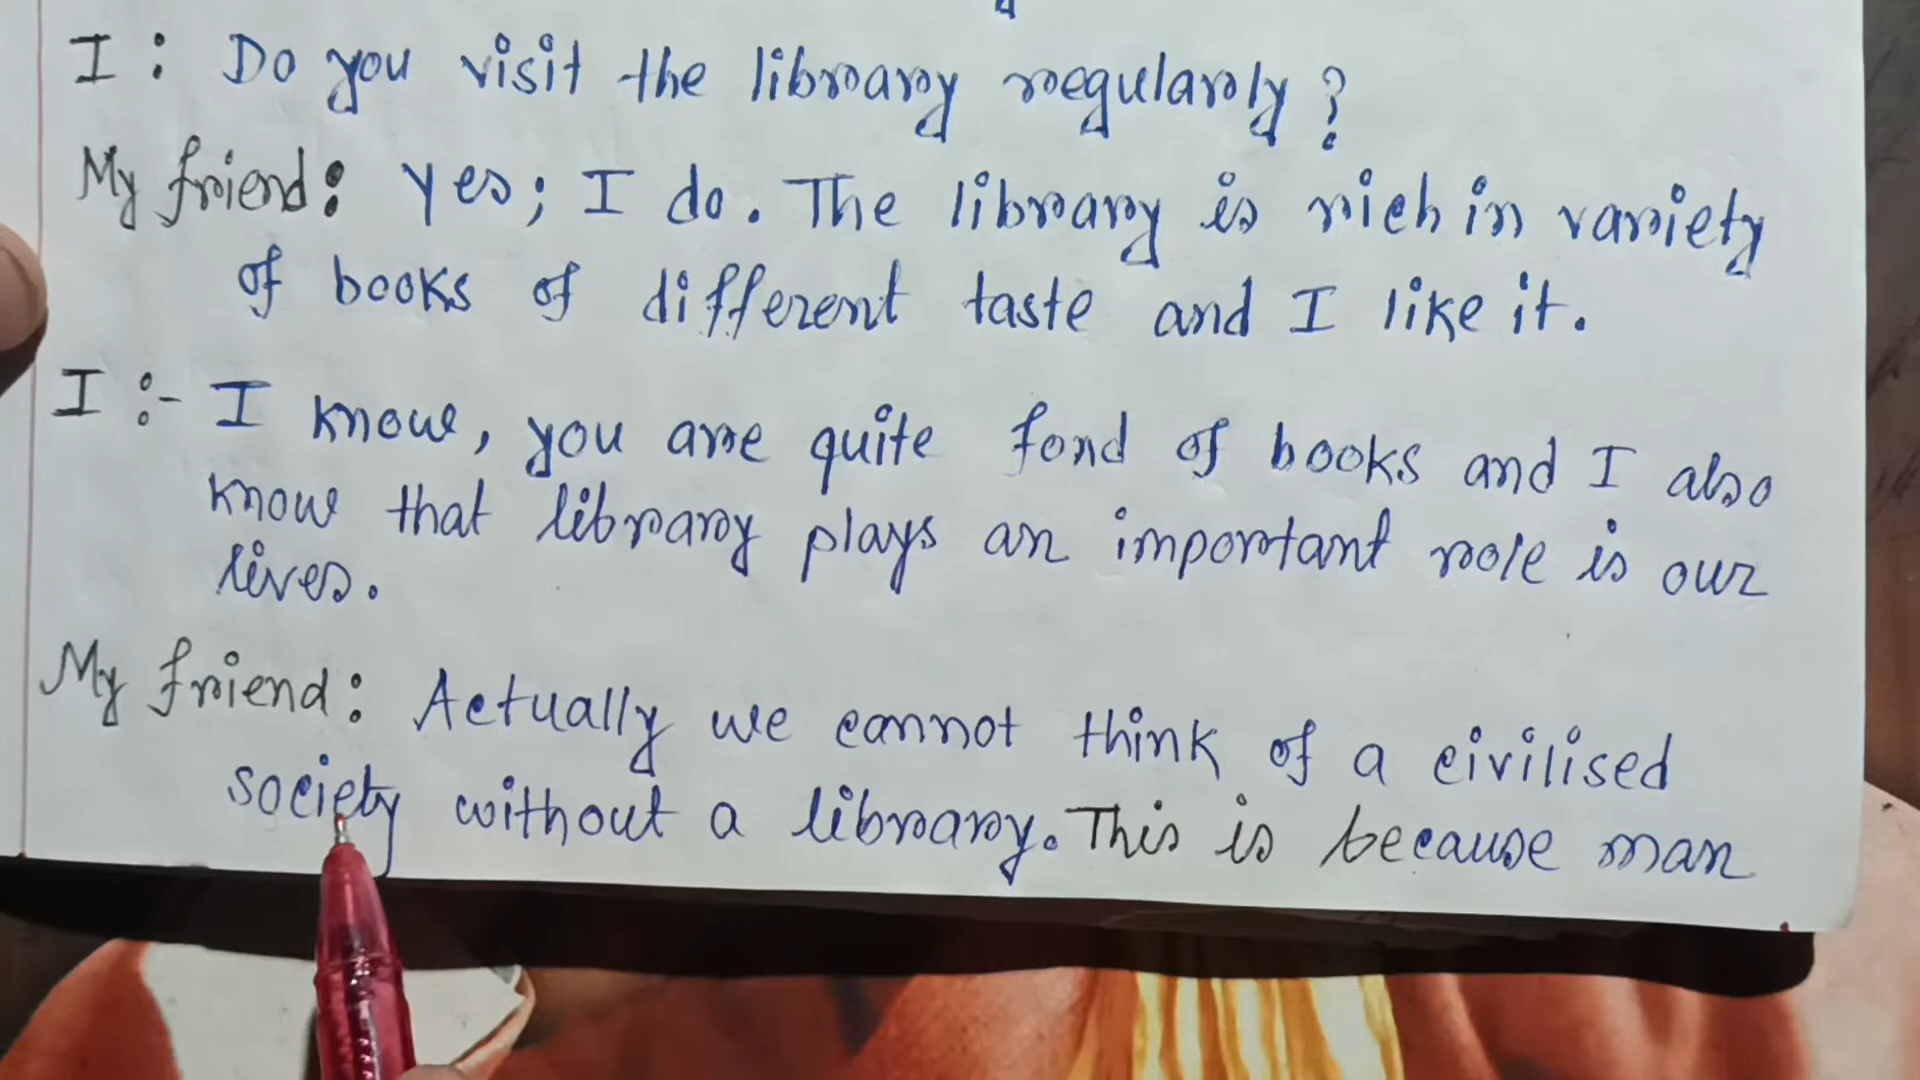 I : Do you visit the library regularly?
My friend: Yes; I do. The library is rich in variety
of books of different taste and I like it.
I :- I know, you are quite fond of books and I also
know that library plays an important role is our
lives.
My friend: Actually we cannot think of a civilised
society without a library. This is because man